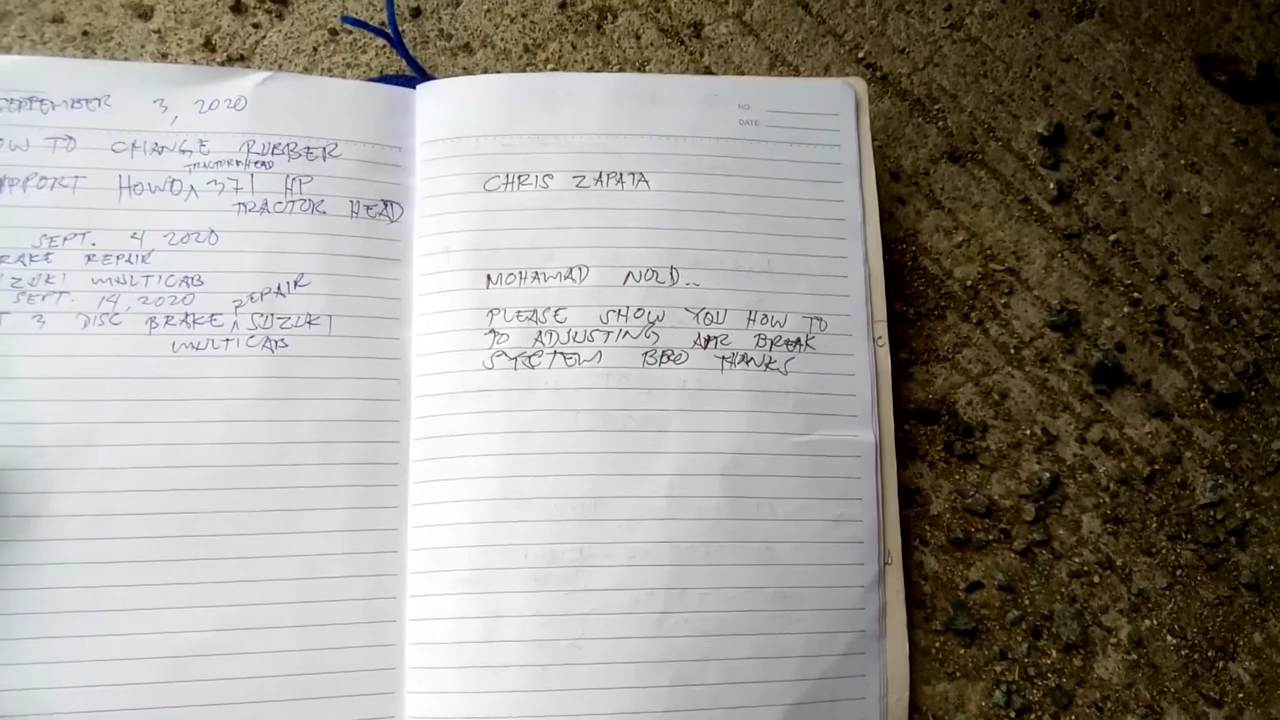 SEPTEMBER 3, 2020
OW TO CHANGE RUBBER
TRACTOR HEAD
PPORT HOWO 371 HP
TRACTOR HEAD
SEPT. 4, 2020
RAKE REPAIR
ZUKI MULTICAB
SEPT. 14, 2020 REPAIR
T 3 DISC BRAKE SUZUKI
MULTICAB
NO.
DATE:
CHRIS ZAPATA
MOHAMAD NOLD..
PLEASE SHOW YOU HOW TO
TO ADJUSTING AIR BREAK
SYSTEM BRO THANKS